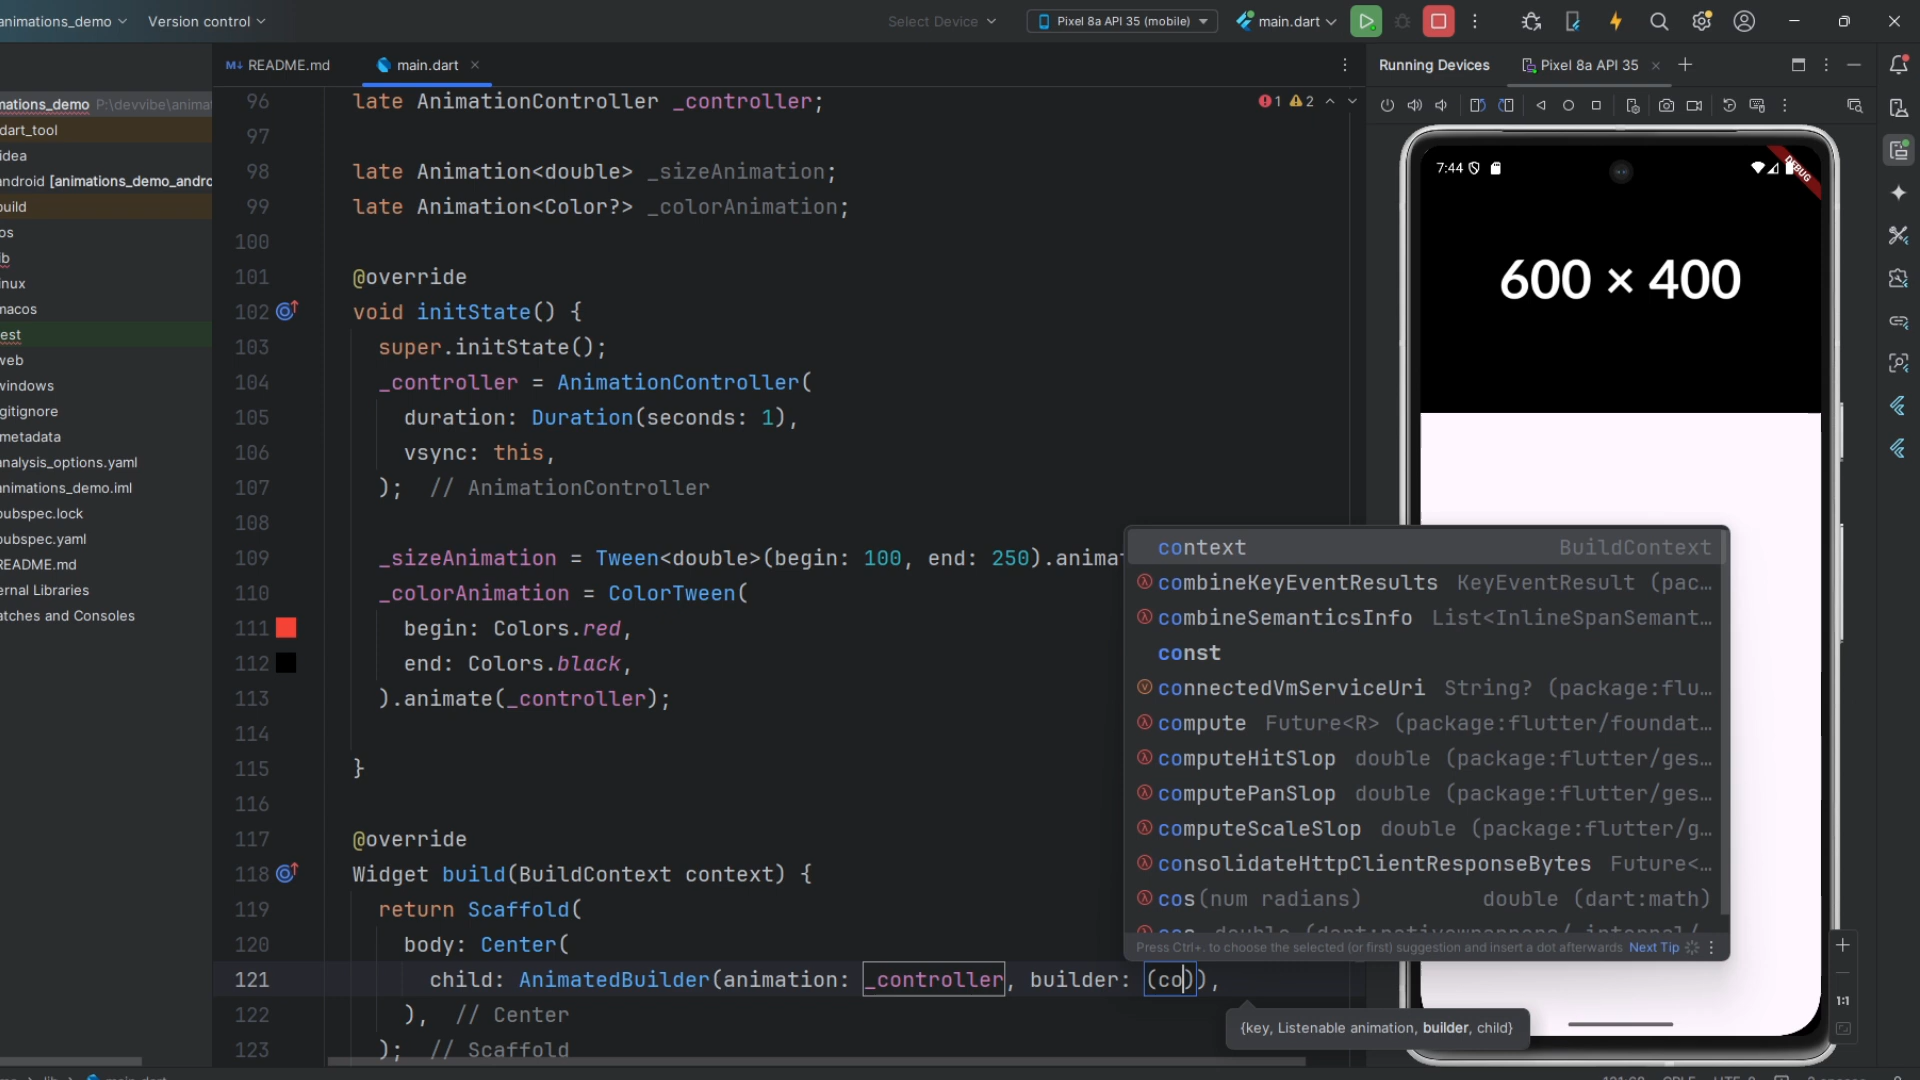 animations_demo
Version control
Select Device
Pixel 8a API 35 (mobile)
main.dart
README.md
main.dart
Running Devices
Pixel 8a API 35
mations_demo P:\devvibe\animat
dart_tool
idea
android [animations_demo_andro
build
os
ib
inux
macos
est
web
windows
gitignore
metadata
analysis_options.yaml
animations_demo.iml
pubspec.lock
pubspec.yaml
README.md
ernal Libraries
atches and Consoles
1 2
96 late AnimationController _controller;
97
98 late Animation<double> _sizeAnimation;
99 late Animation<Color?> _colorAnimation;
100
101 @override
102 void initState() {
103 super.initState();
104 _controller = AnimationController(
105 duration: Duration(seconds: 1),
106 vsync: this,
107 ); // AnimationController
108
109 _sizeAnimation = Tween<double>(begin: 100, end: 250).anima
110 _colorAnimation = ColorTween(
111 begin: Colors.red,
112 end: Colors.black,
113 ).animate(_controller);
114
115 }
116
117 @override
118 Widget build(BuildContext context) {
119 return Scaffold(
120 body: Center(
121 child: AnimatedBuilder(animation: _controller, builder: (co)),
122 ), // Center
123 ); // Scaffold
context BuildContext
combineKeyEventResults KeyEventResult (pac…
combineSemanticsInfo List<InlineSpanSemant…
const
connectedVmServiceUri String? (package:flu…
compute Future<R> (package:flutter/foundat…
computeHitSlop double (package:flutter/ges…
computePanSlop double (package:flutter/ges…
computeScaleSlop double (package:flutter/g…
consolidateHttpClientResponseBytes Future<…
cos(num radians) double (dart:math)
Press Ctrl+. to choose the selected (or first) suggestion and insert a dot afterwards Next Tip
{key, Listenable animation, builder, child}
7:44
DEBUG
600 × 400
1:1